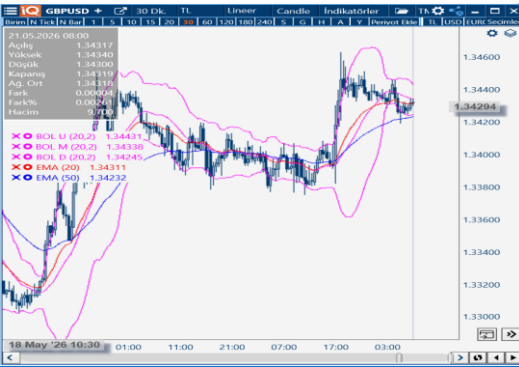 IQ GBPUSD + 30 Dk. TL Lineer Candle İndikatörler
N Tick N Bar 1 5 10 15 20 30 60 120 180 240 S G H A Y Periyot Ekle TL USD
21.05.2026 08:00
Açılış 1.34317
Yüksek 1.34340
Düşük 1.34300
Kapanış 1.34319
Ağ. Ort 1.34318
Fark 0.00004
Fark% 0.00261
Hacim 9,700
BOL U (20,2) 1.34431
BOL M (20,2) 1.34338
BOL D (20,2) 1.34245
EMA (20) 1.34311
EMA (50) 1.34232
1.34600
1.34400
1.34294
1.34200
1.34000
1.33800
1.33600
1.33400
1.33200
1.33000
18 May '26 10:30 01:00 11:00 21:00 07:00 17:00 03:00